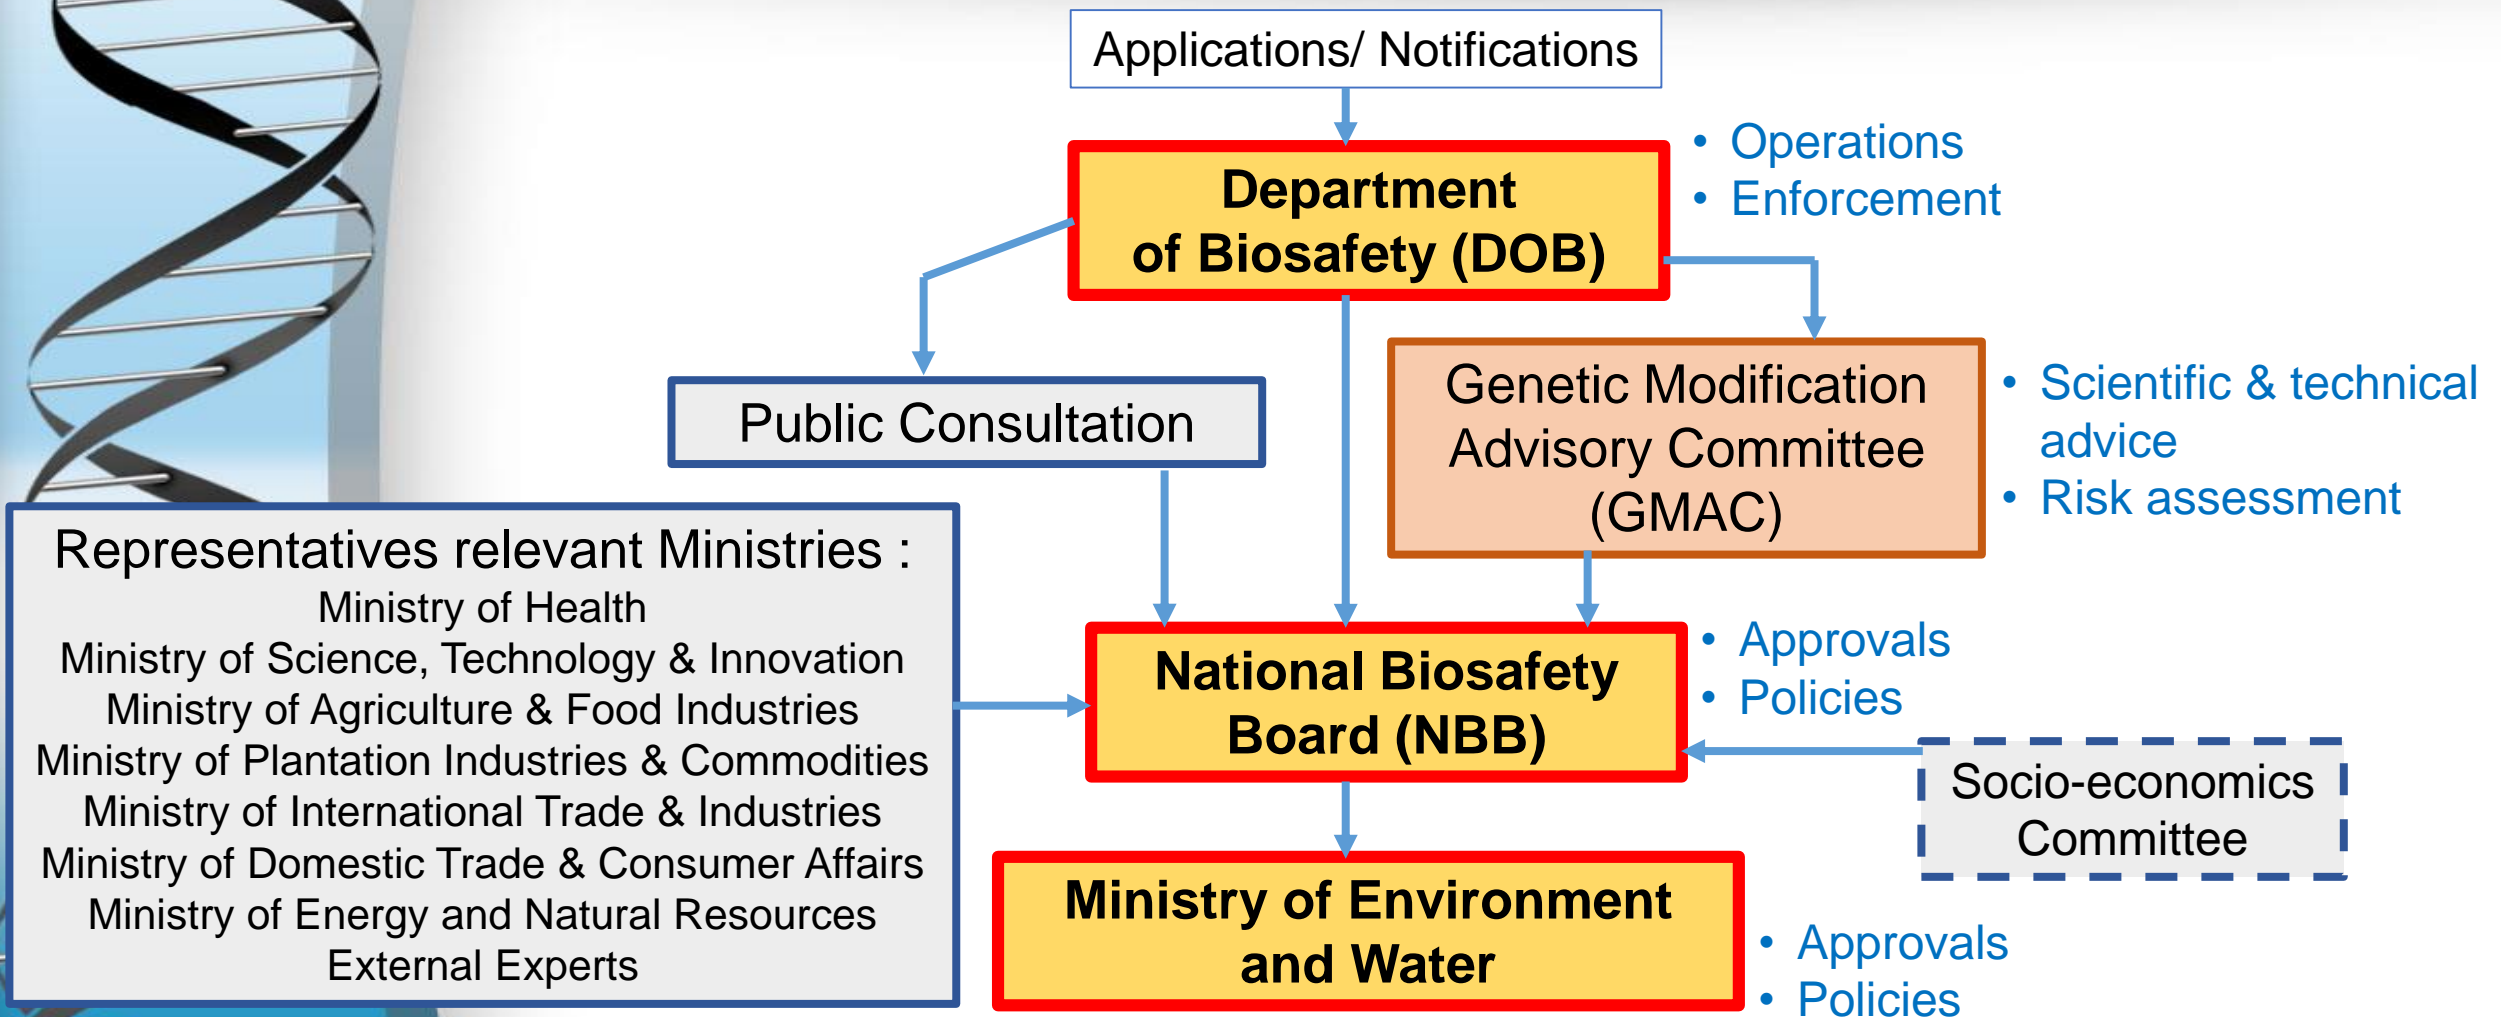 Applications/ Notifications
Department
of Biosafety (DOB)
• Operations
• Enforcement
Public Consultation
Genetic Modification
Advisory Committee
(GMAC)
• Scientific & technical
advice
• Risk assessment
Representatives relevant Ministries :
Ministry of Health
Ministry of Science, Technology & Innovation
Ministry of Agriculture & Food Industries
Ministry of Plantation Industries & Commodities
Ministry of International Trade & Industries
Ministry of Domestic Trade & Consumer Affairs
Ministry of Energy and Natural Resources
External Experts
National Biosafety
Board (NBB)
• Approvals
• Policies
Socio-economics
Committee
Ministry of Environment
and Water
• Approvals
• Policies